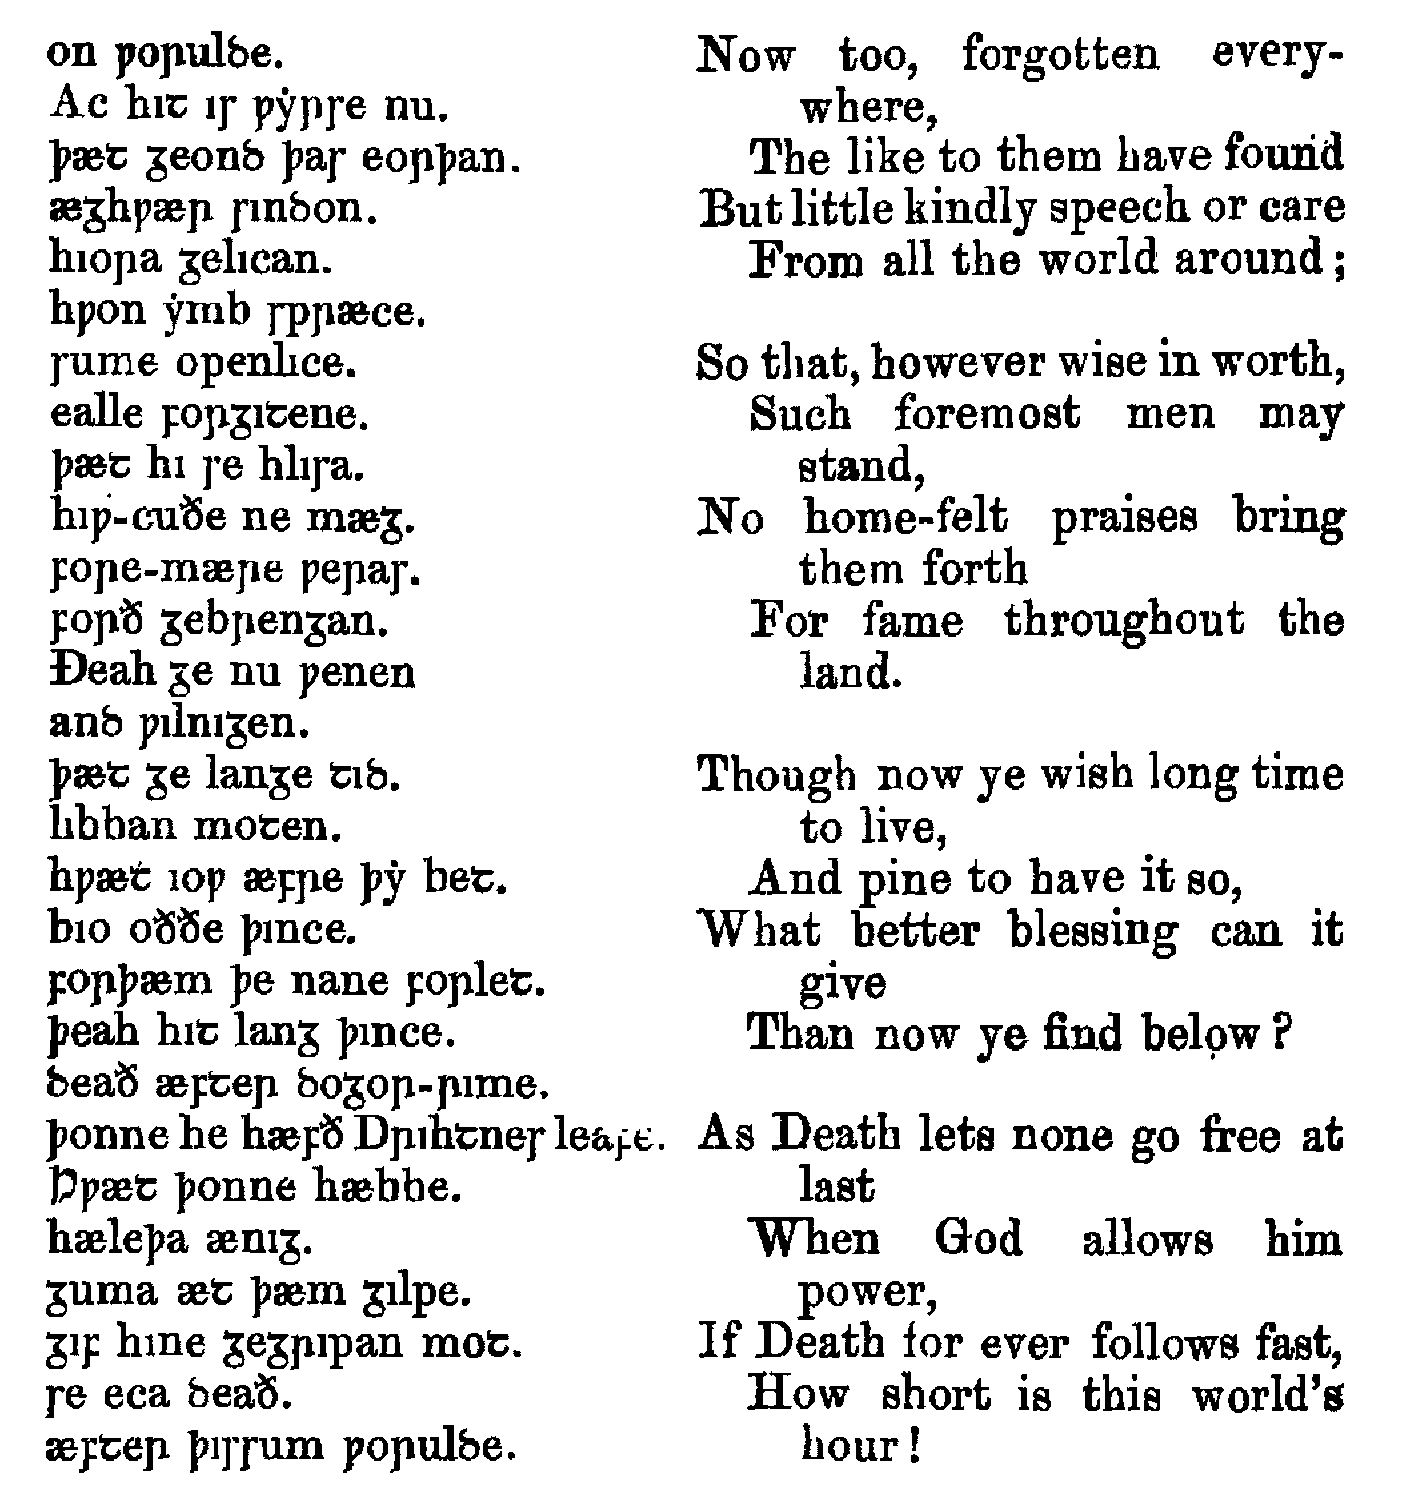 on ƿorulde.
Ac hit is ƿẏrse nu.
þæt geond þas eorþan.
æghƿær sindon.
hiora gelican.
hƿon ẏmb spræce.
sume openlice.
ealle forgitene.
þæt hi se hlisa.
hiƿ-cuðe ne mæg.
fore-mære ƿeras.
forð gebrengan.
Ðeah ge nu ƿenen
and ƿilnigen.
þæt ge lange tid.
libban moten.
hƿæt ioƿ æfre þẏ bet.
bio oððe þince.
forþæm þe nane forlet.
þeah hit lang þince.
deað æfter dogor-rime.
þonne he hæfð Drihtnes leafe.
Ƿƿæt þonne hæbbe.
hæleþa ænig.
guma æt þæm gilpe.
gif hine gegripan mot.
se eca deað.
æfter þissum ƿorulde.
Now too, forgotten every-
where,
The like to them have found
But little kindly speech or care
From all the world around;
So that, however wise in worth,
Such foremost men may
stand,
No home-felt praises bring
them forth
For fame throughout the
land.
Though now ye wish long time
to live,
And pine to have it so,
What better blessing can it
give
Than now ye find below?
As Death lets none go free at
last
When God allows him
power,
If Death for ever follows fast,
How short is this world's
hour!